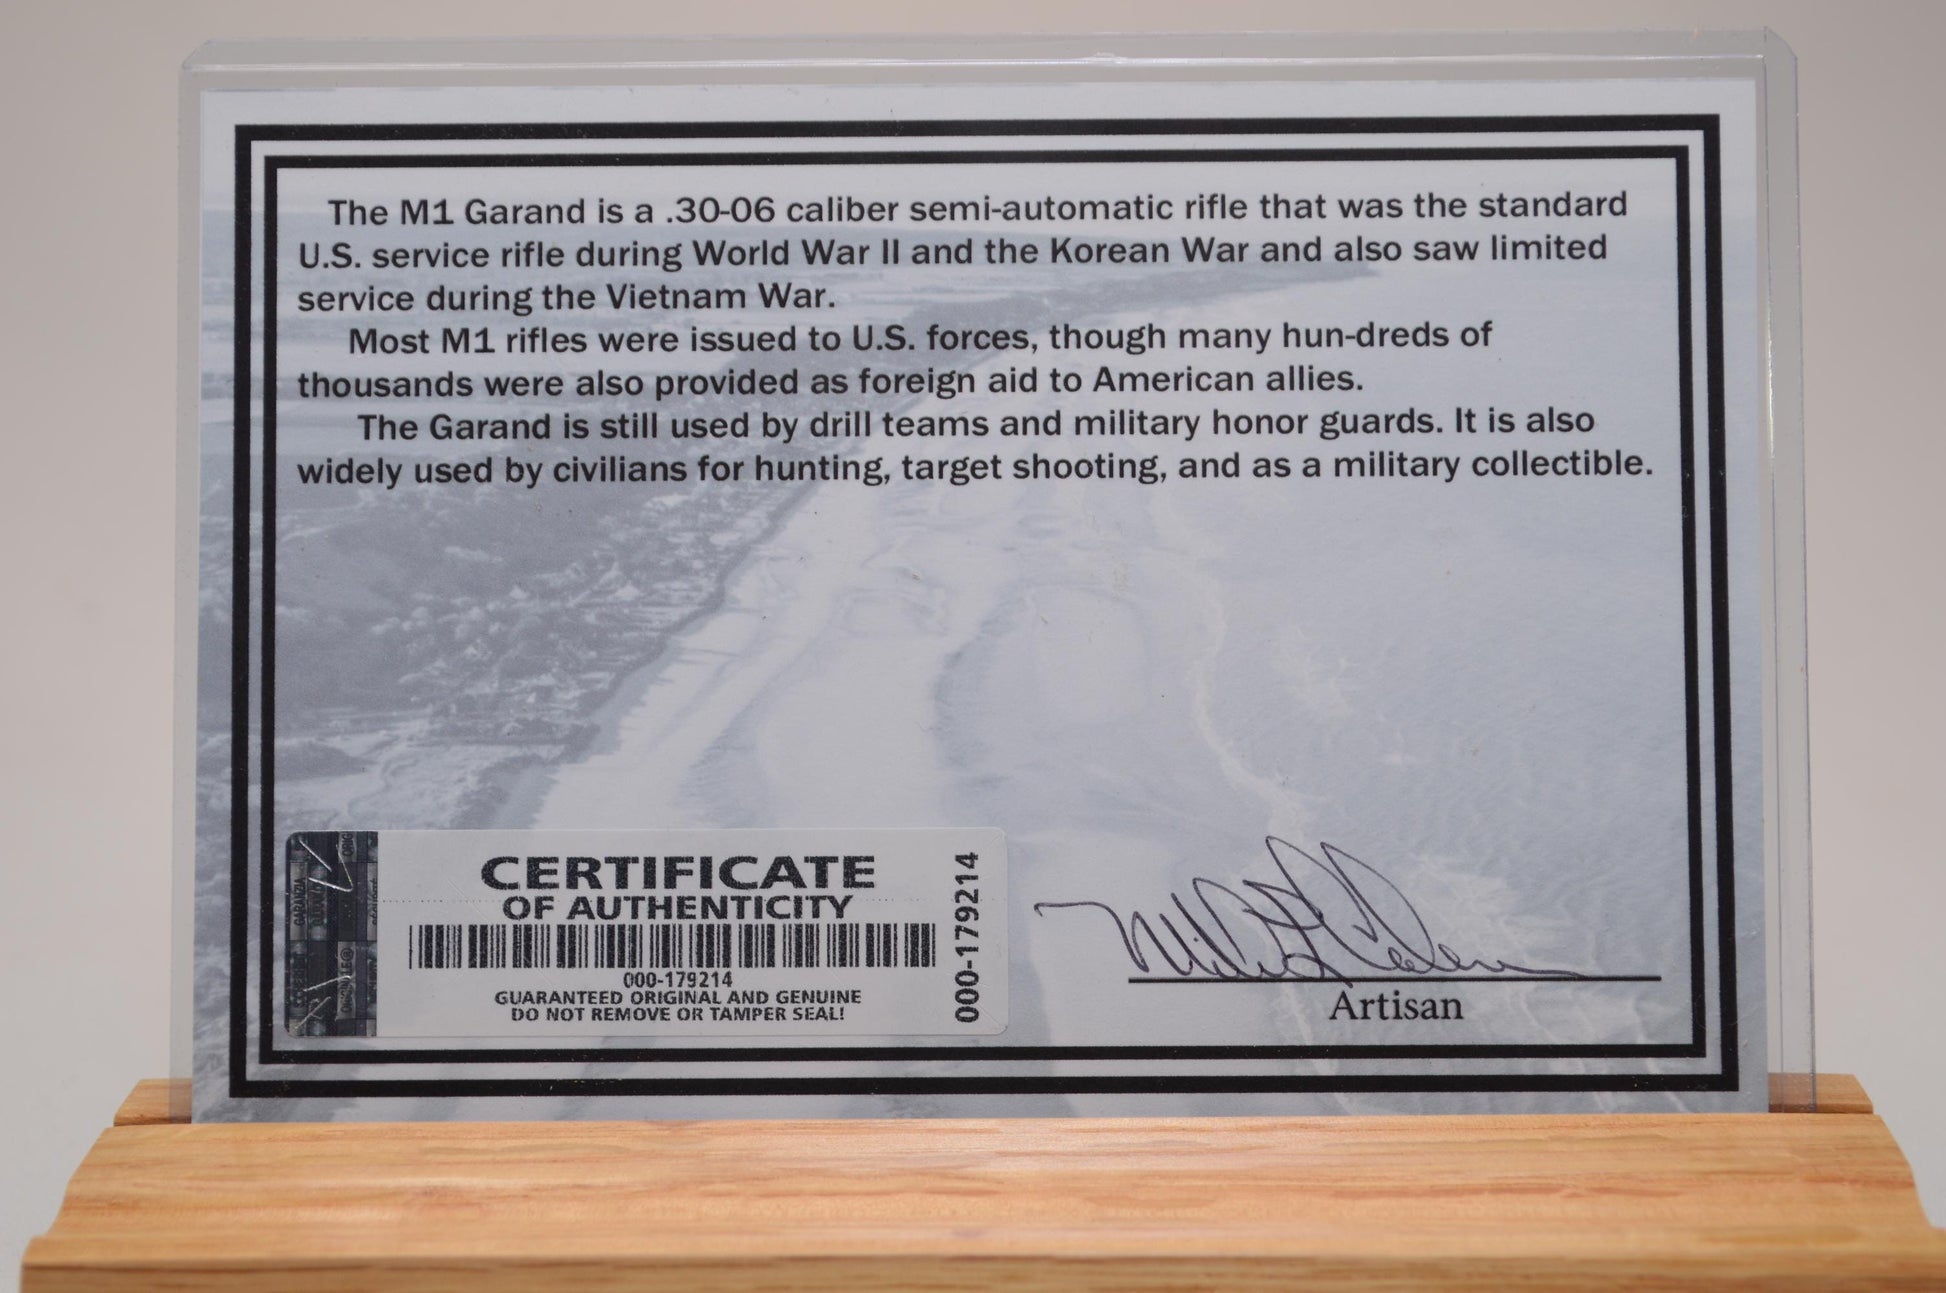 The M1 Garand is a .30-06 caliber semi-automatic rifle that was the standard
U.S. service rifle during World War II and the Korean War and also saw limited
service during the Vietnam War.
Most M1 rifles were issued to U.S. forces, though many hun-dreds of
thousands were also provided as foreign aid to American allies.
The Garand is still used by drill teams and military honor guards. It is also
widely used by civilians for hunting, target shooting, and as a military collectible.
CERTIFICATE
OF AUTHENTICITY
000-179214
GUARANTEED ORIGINAL AND GENUINE
DO NOT REMOVE OR TAMPER SEAL!
000-179214
Artisan